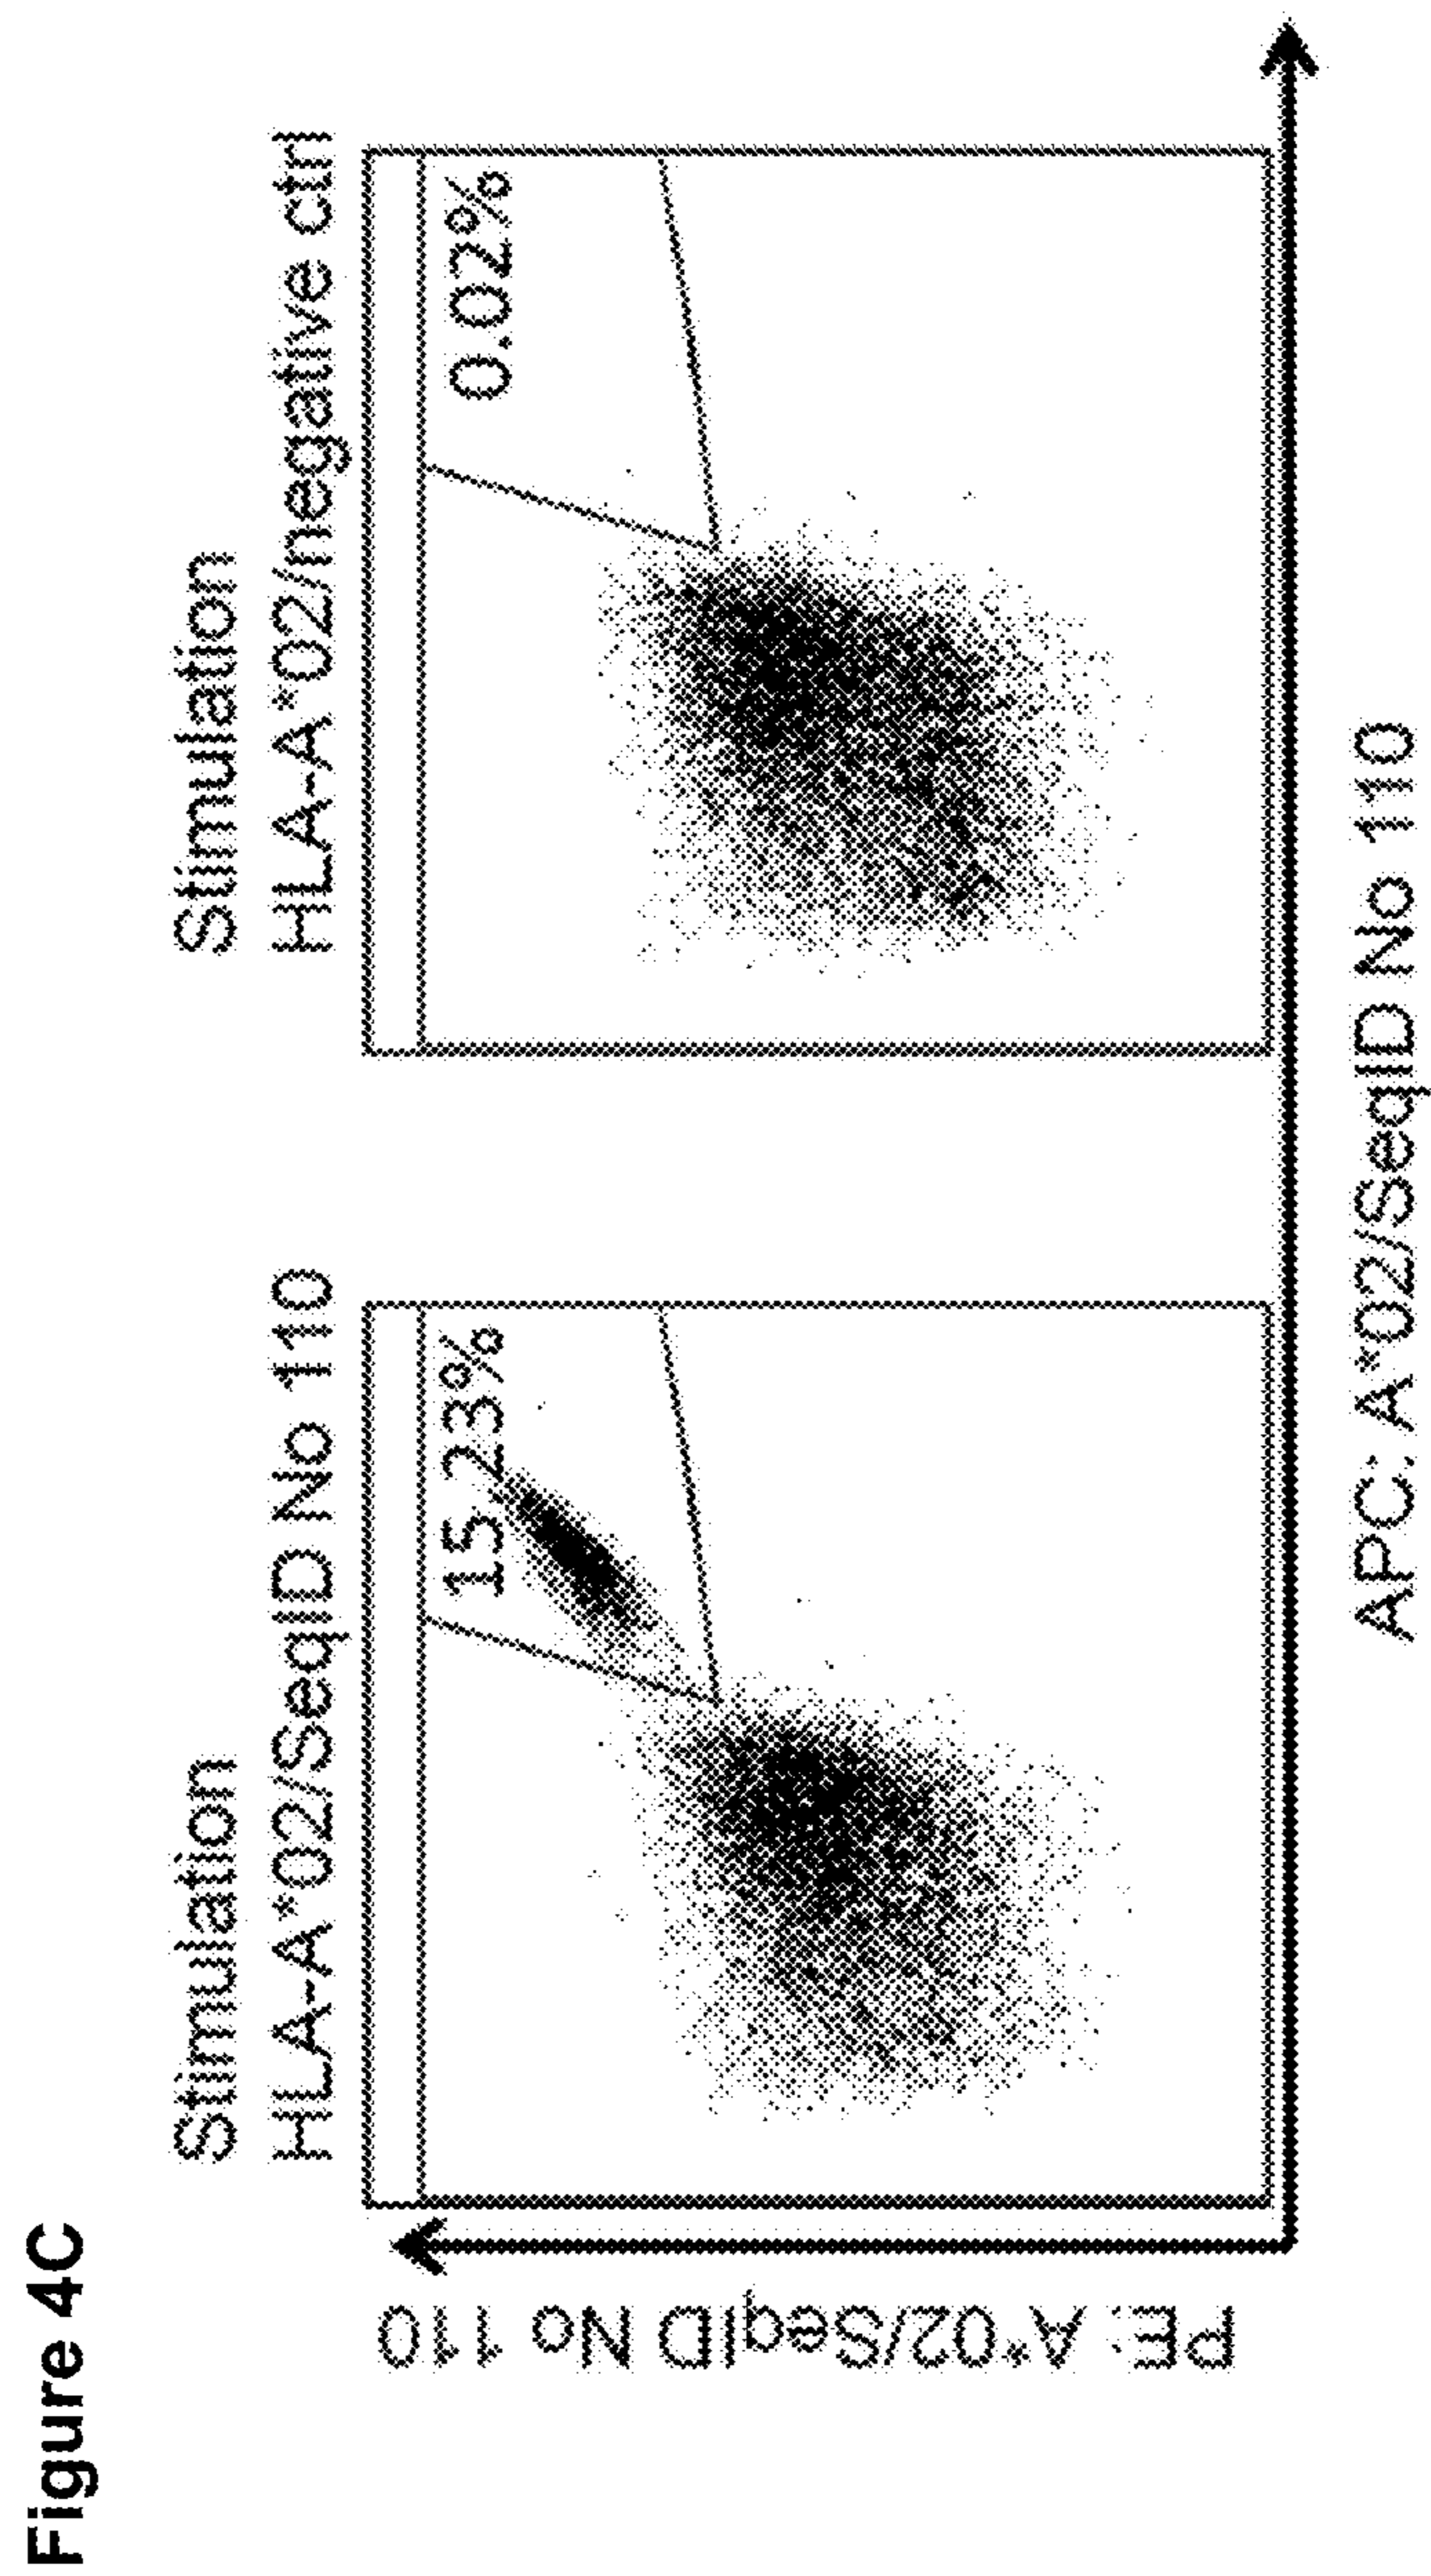 Figure 4C
Stimulation
HLA-A*02/SeqID No 110
Stimulation
HLA-A*02/negative ctrl
15.23%
0.02%
PE: A*02/SeqID No 110
APC: A*02/SeqID No 110